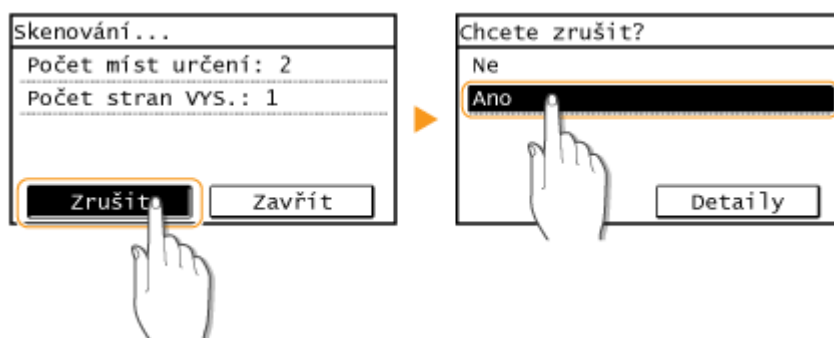 Skenování...
Počet míst určení: 2
Počet stran VYS.: 1
Zrušit
Zavřít
Chcete zrušit?
Ne
Ano
Detaily